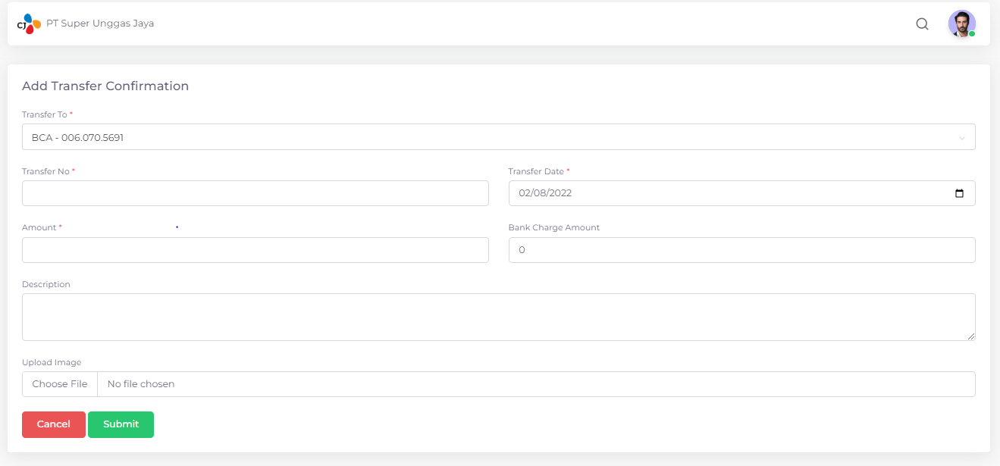 CJ PT Super Unggas Jaya
Add Transfer Confirmation
Transfer To *
BCA - 006.070.5691
Transfer No * Transfer Date *
02/08/2022
Amount * Bank Charge Amount
0
Description
Upload Image
Choose File No file chosen
Cancel Submit